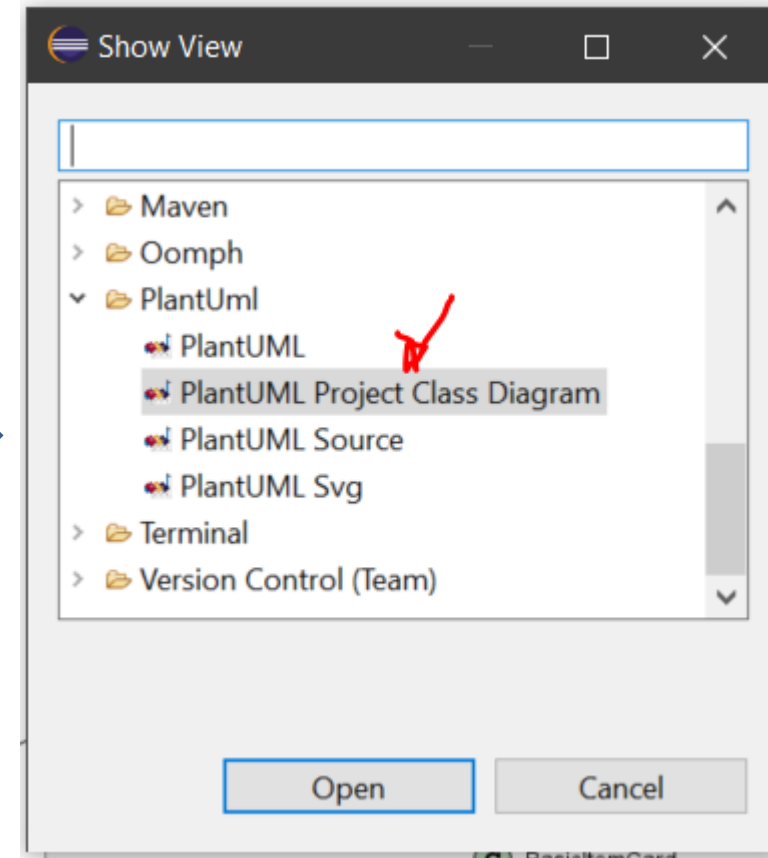 Show View
Maven
Oomph
PlantUml
PlantUML
PlantUML Project Class Diagram
PlantUML Source
PlantUML Svg
Terminal
Version Control (Team)
Open
Cancel